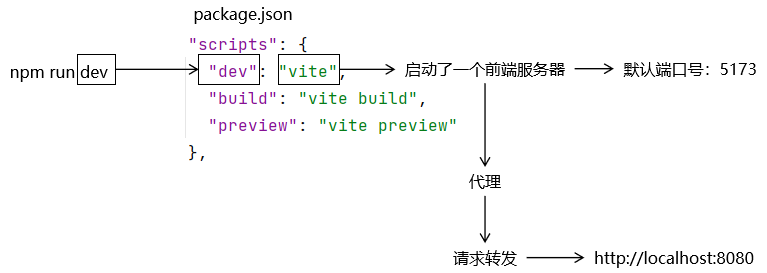 package.json
"scripts": {
npm run dev
"dev": "vite",
启动了一个前端服务器
默认端口号：5173
"build": "vite build",
"preview": "vite preview"
},
代理
请求转发
http://localhost:8080